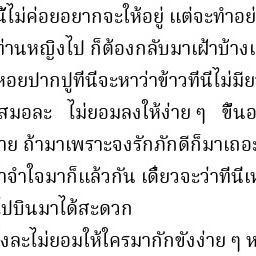 นี้ไม่ค่อยอยากจะให้อยู่ แต่จะทำอย
ท่านหญิงไป ก็ต้องกลับมาเฝ้าบ้างเ
หอยปากปูที่นี่จะหาว่าข้าวที่นี่ไม่มีย
สมอละ ไม่ยอมลงให้ง่าย ๆ ขืนอ
าย ถ้ามาเพราะจงรักภักดีก็มาเถอะ
าจำใจมาก็แล้วกัน เดี๋ยวจะว่าที่นี่เห
ไปบินมาได้สะดวก
งละไม่ยอมให้ใครมากักขังง่าย ๆ ห